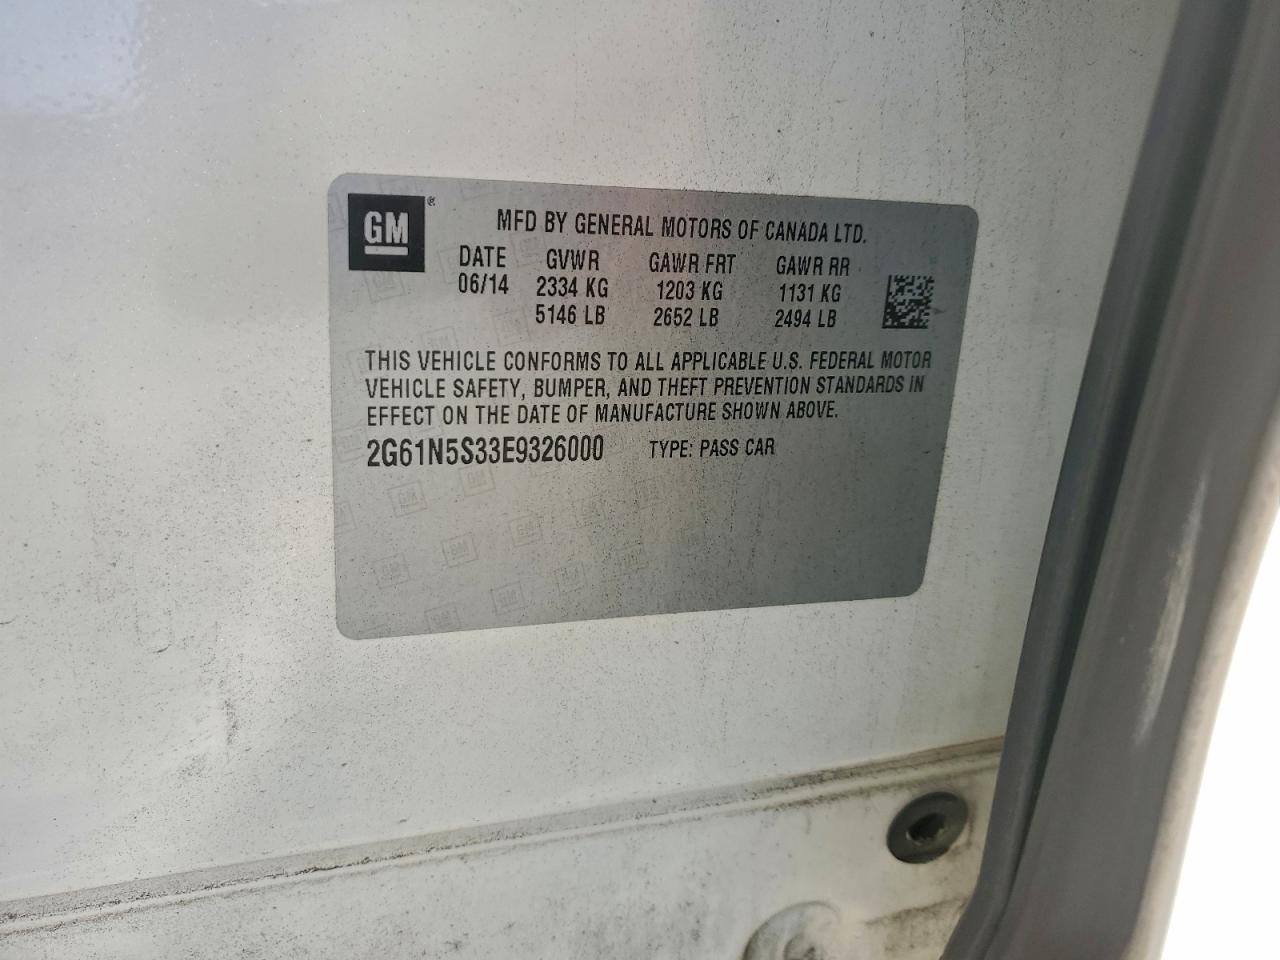 GM®
MFD BY GENERAL MOTORS OF CANADA LTD.
DATE GVWR GAWR FRT GAWR RR
06/14 2334 KG 1203 KG 1131 KG
5146 LB 2652 LB 2494 LB
THIS VEHICLE CONFORMS TO ALL APPLICABLE U.S. FEDERAL MOTOR
VEHICLE SAFETY, BUMPER, AND THEFT PREVENTION STANDARDS IN
EFFECT ON THE DATE OF MANUFACTURE SHOWN ABOVE.
2G61N5S33E9326000 TYPE: PASS CAR